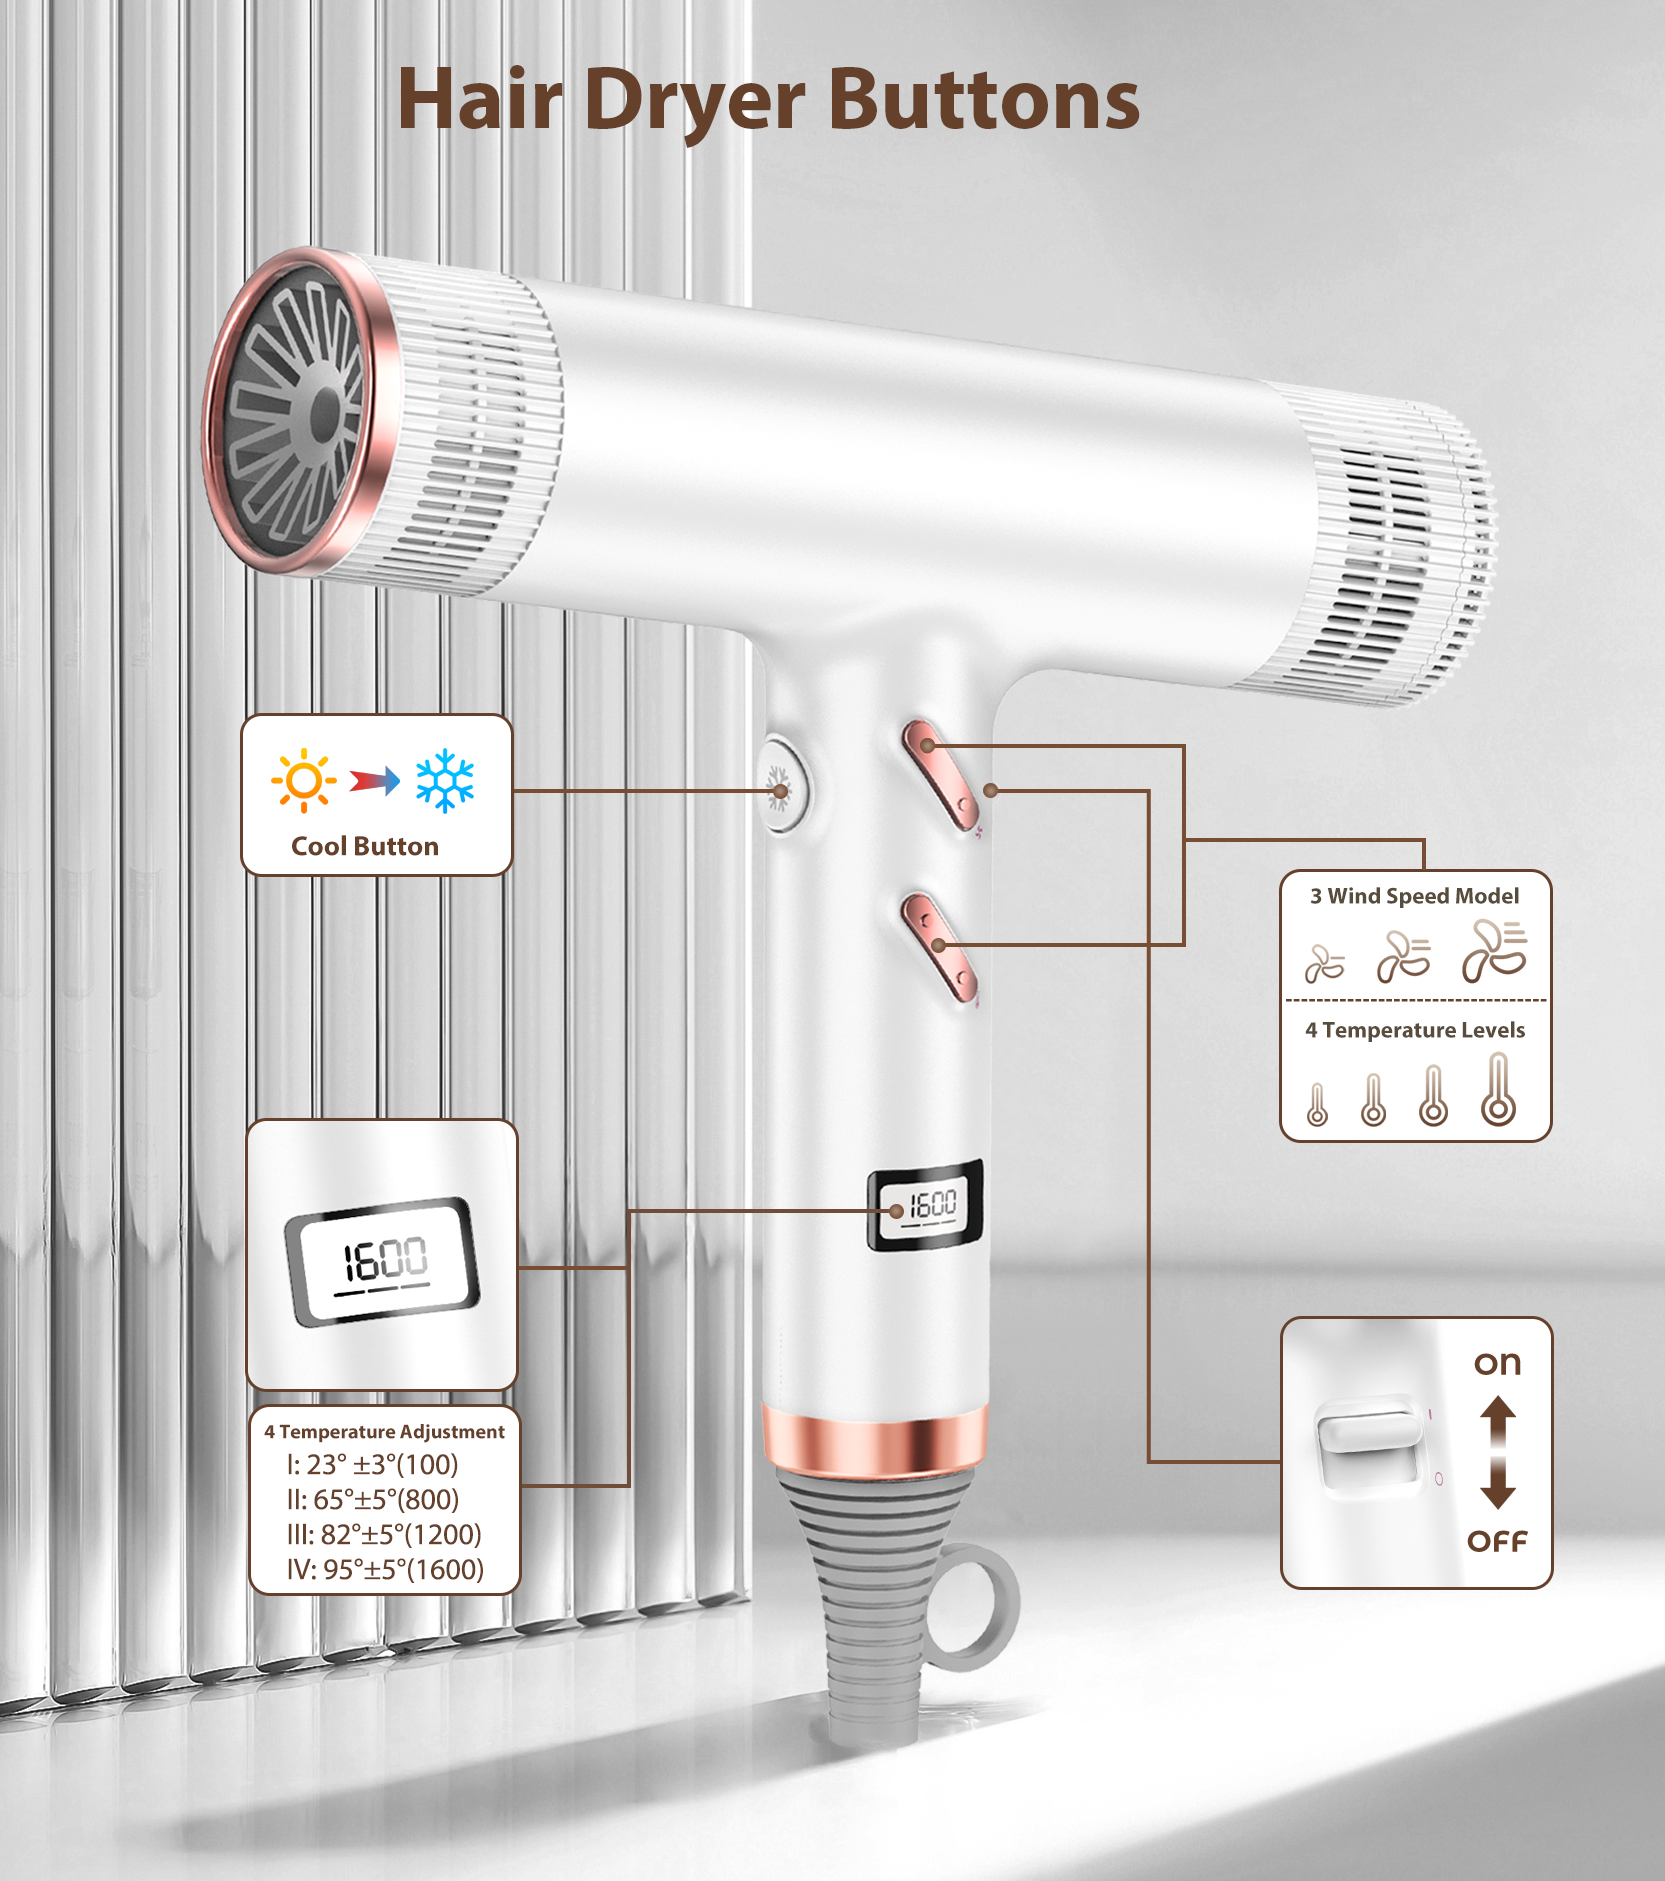 Hair Dryer Buttons
Cool Button
3 Wind Speed Model
4 Temperature Levels
1600
1600
4 Temperature Adjustment
I: 23° ±3°(100)
II: 65°±5°(800)
III: 82°±5°(1200)
IV: 95°±5°(1600)
on
I
O
OFF